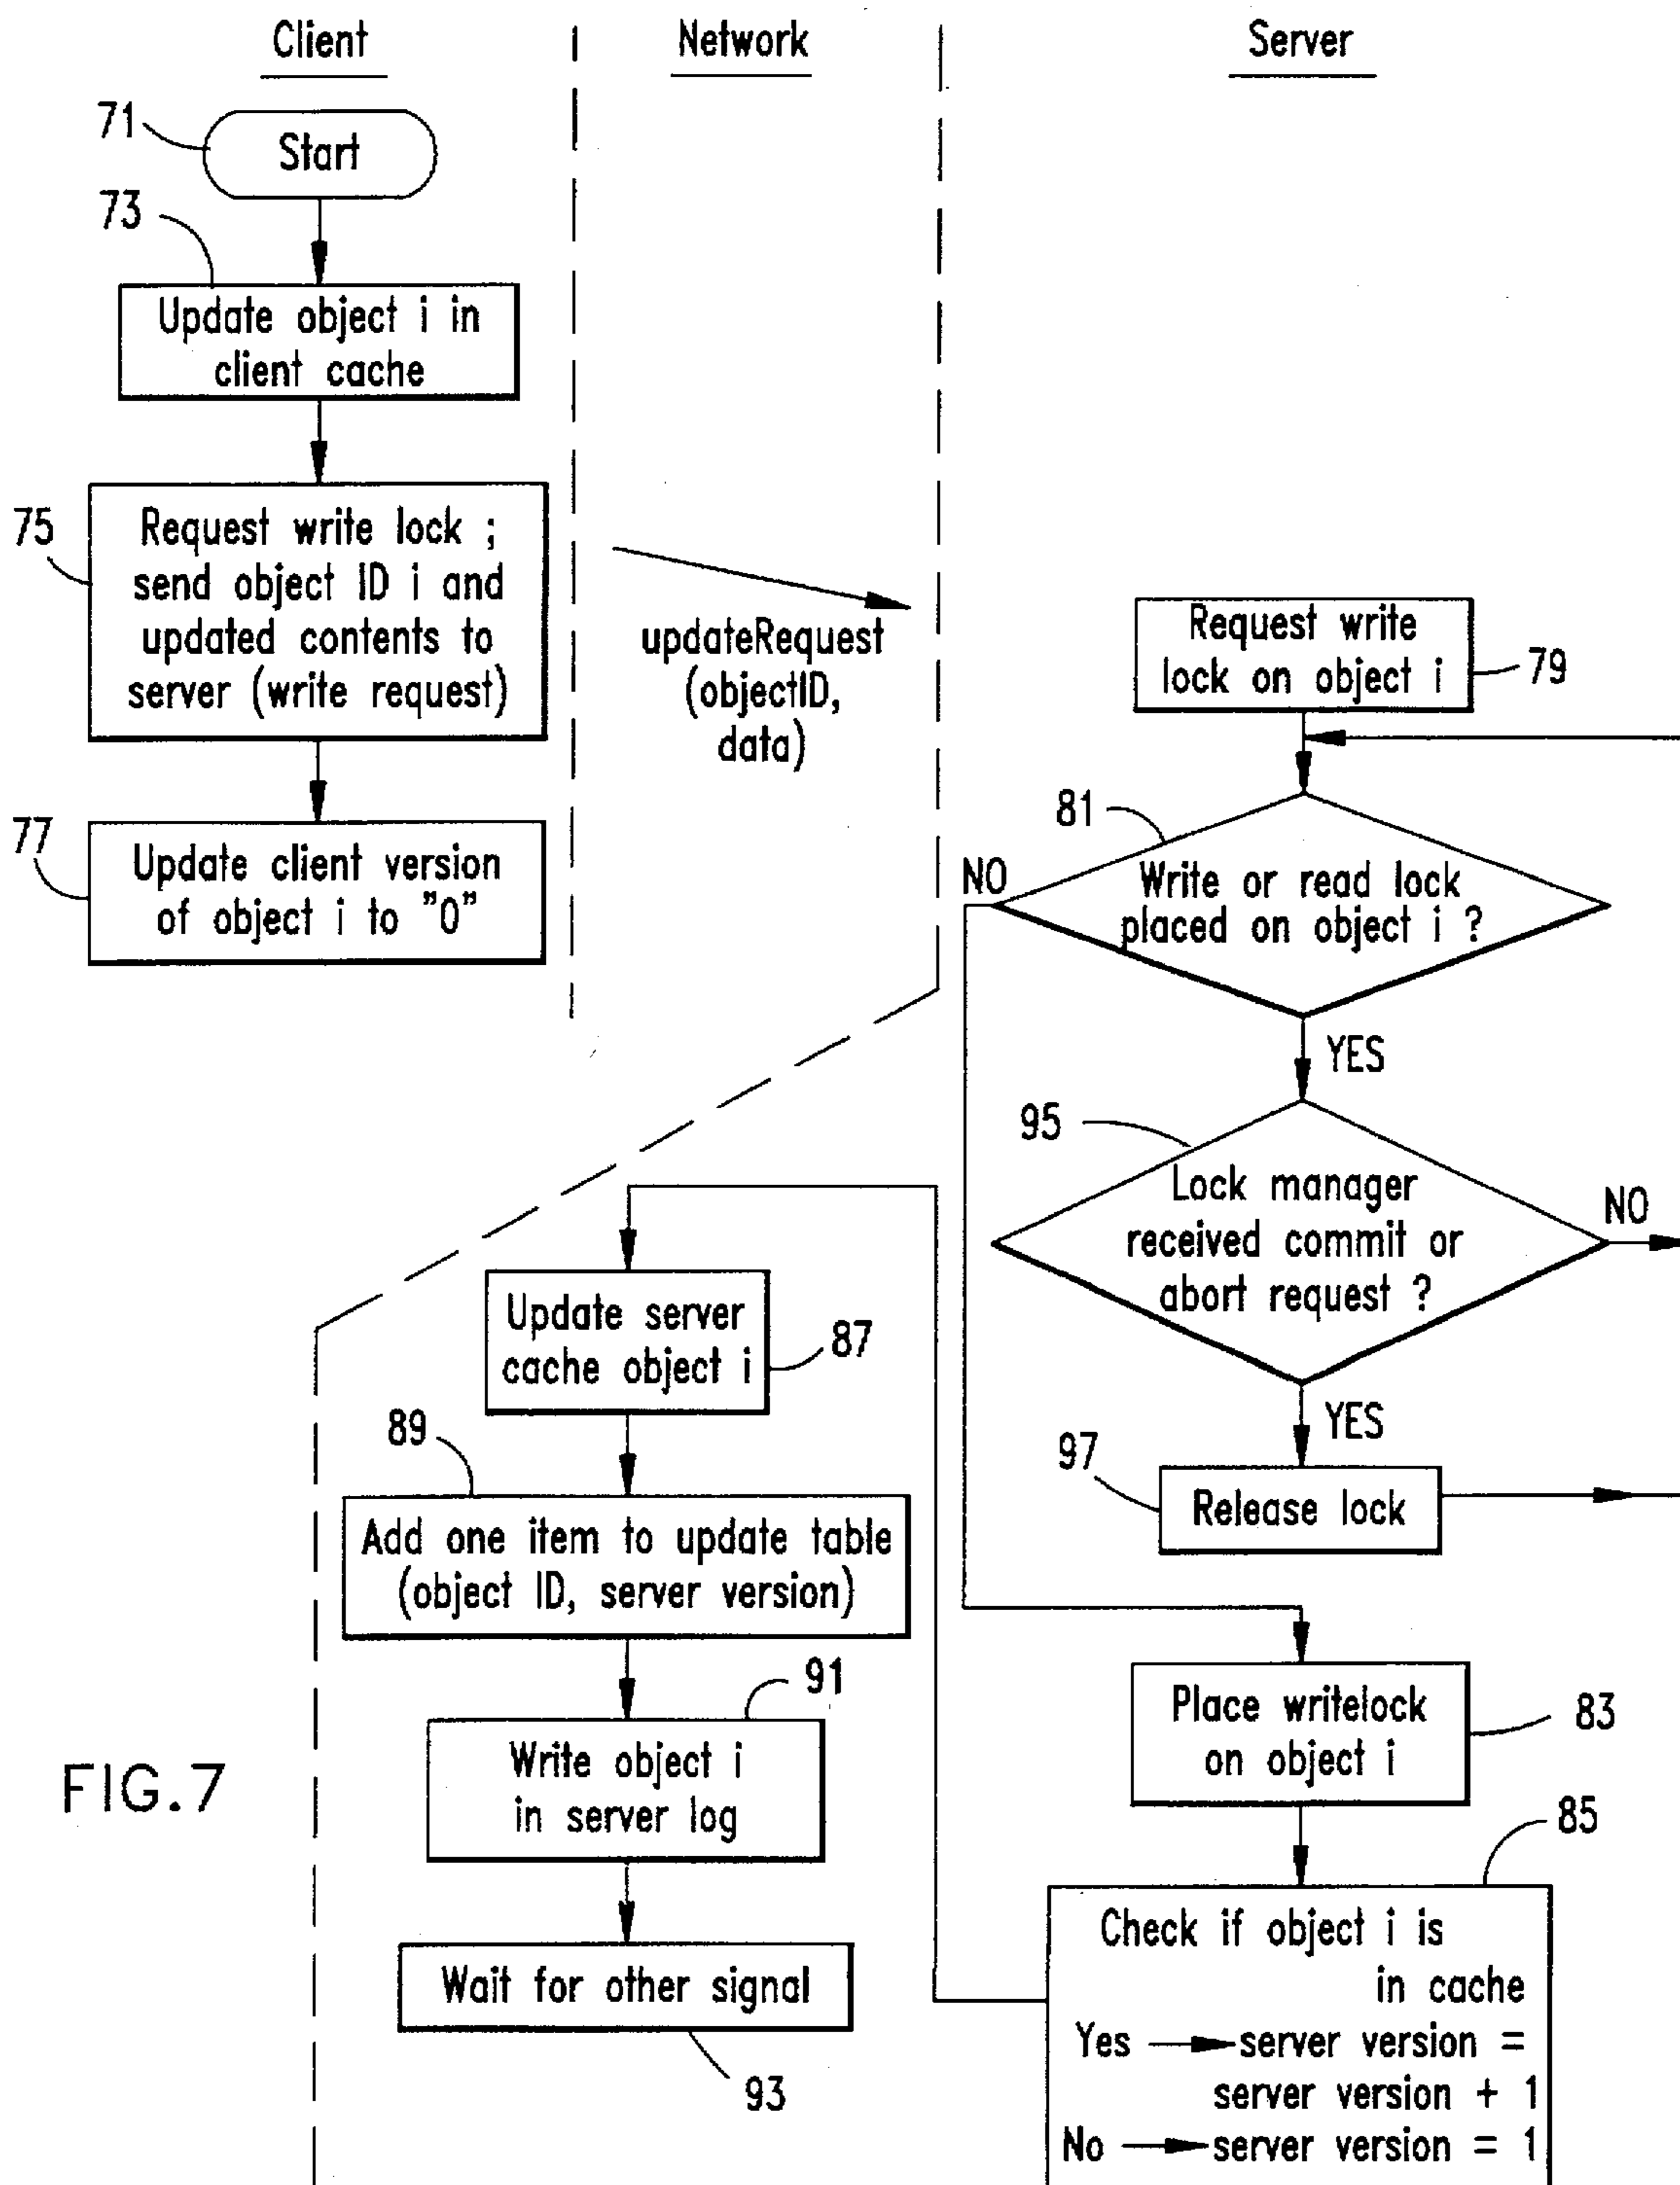 Client
Network
Server
71
Start
73
Update object i in
client cache
75
Request write lock ;
send object ID i and
updated contents to
server (write request)
updateRequest
(objectID,
data)
77
Update client version
of object i to "0"
Request write
lock on object i
79
81
NO
Write or read lock
placed on object i ?
YES
95
Lock manager
received commit or
abort request ?
NO
YES
97
Release lock
Place writelock
on object i
83
85
Check if object i is
in cache
Yes server version =
server version + 1
No server version = 1
Update server
cache object i
87
89
Add one item to update table
(object ID, server version)
91
Write object i
in server log
Wait for other signal
93
FIG.7